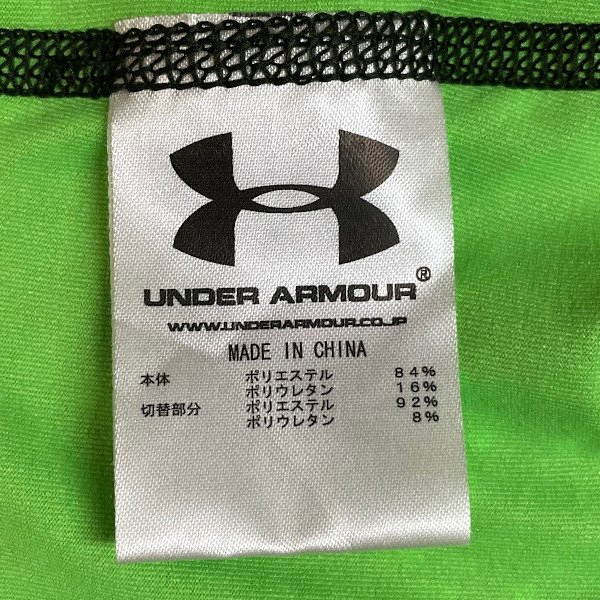 UNDER ARMOUR®
WWW.UNDERARMOUR.CO.JP
MADE IN CHINA
本体 ポリエステル 84%
ポリウレタン 16%
切替部分 ポリエステル 92%
ポリウレタン 8%